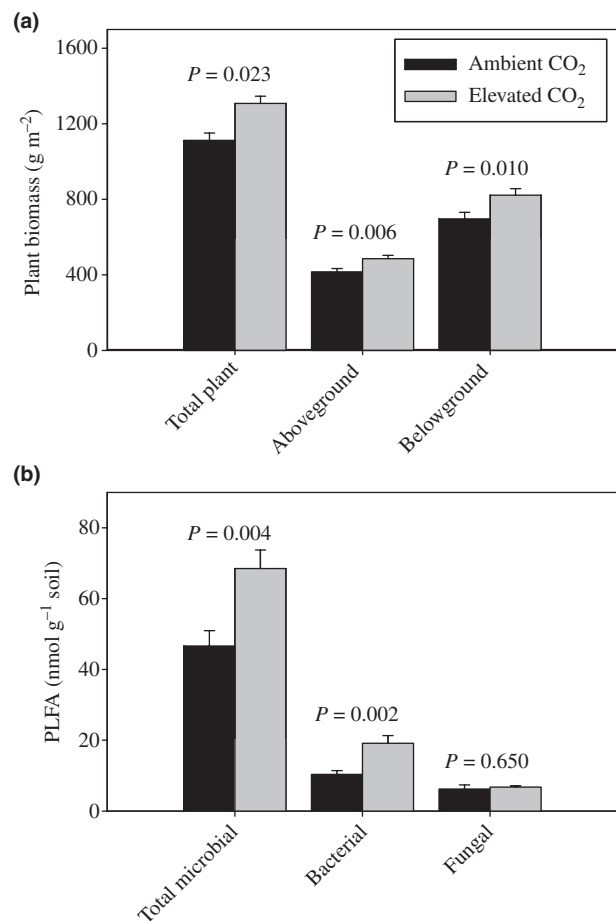 (a)
1600
1200
800
400
0
Plant biomass (g m⁻²)
Ambient CO₂
Elevated CO₂
P = 0.023
P = 0.006
P = 0.010
Total plant
Aboveground
Belowground
(b)
80
60
40
20
0
PLFA (nmol g⁻¹ soil)
P = 0.004
P = 0.002
P = 0.650
Total microbial
Bacterial
Fungal